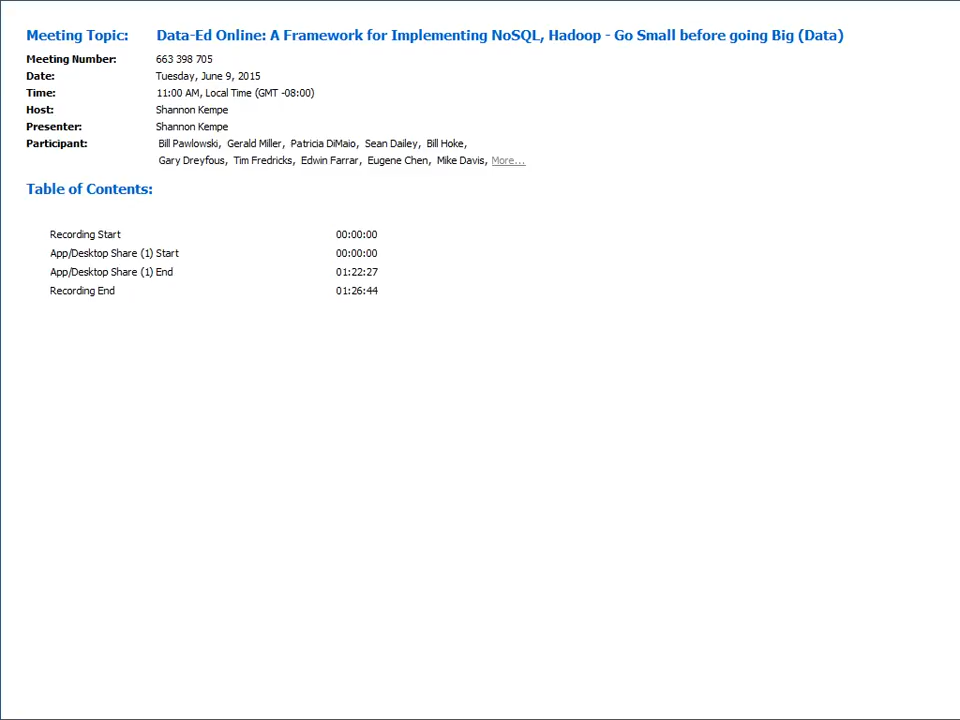 Meeting Topic: Data-Ed Online: A Framework for Implementing NoSQL, Hadoop - Go Small before going Big (Data)
Meeting Number: 663 398 705
Date: Tuesday, June 9, 2015
Time: 11:00 AM, Local Time (GMT -08:00)
Host: Shannon Kempe
Presenter: Shannon Kempe
Participant: Bill Pawlowski, Gerald Miller, Patricia DiMaio, Sean Dailey, Bill Hoke,
Gary Dreyfous, Tim Fredricks, Edwin Farrar, Eugene Chen, Mike Davis, More...
Table of Contents:
Recording Start 00:00:00
App/Desktop Share (1) Start 00:00:00
App/Desktop Share (1) End 01:22:27
Recording End 01:26:44